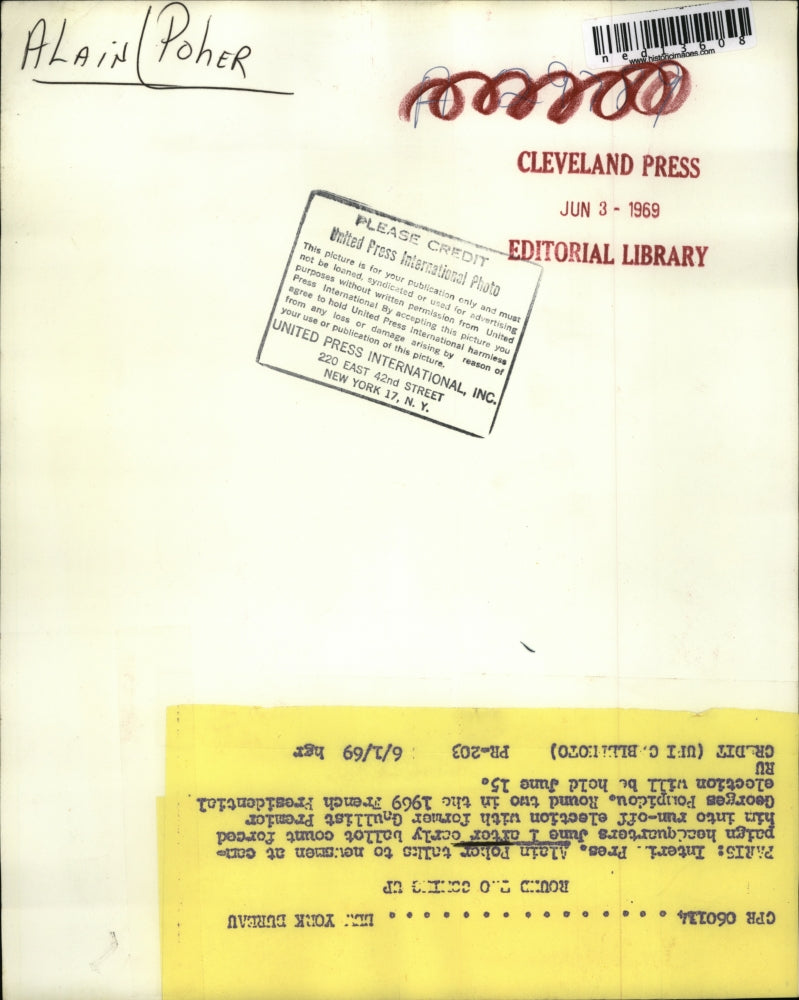 ALAIN POHER
ned13608
www.historicimages.com
CLEVELAND PRESS
JUN 3 - 1969
EDITORIAL LIBRARY
PLEASE CREDIT
United Press International Photo
This picture is for your publication only and must
not be loaned, syndicated or used for advertising
purposes without written permission from United
Press International By accepting this picture you
agree to hold United Press International harmless
from any loss or damage arising by reason of
your use or publication of this picture.
UNITED PRESS INTERNATIONAL, INC.
220 EAST 42nd STREET
NEW YORK 17, N. Y.
CPR 060114 . . . . . . . . . . . . . . . . NEW YORK BUREAU
ROUND TWO COMING UP
PARIS: Interi. Pres. Alain Poher talks to newsmen at cam-
paign headquarters June 1 after early ballot count forced
him into run-off election with former Gaullist Premier
Georges Pompidou. Round two in the 1969 French Presidential
election will be held June 15.
RU
CREDIT (UPI C. BLEEMOTO) PR-203 6/1/69 hgr